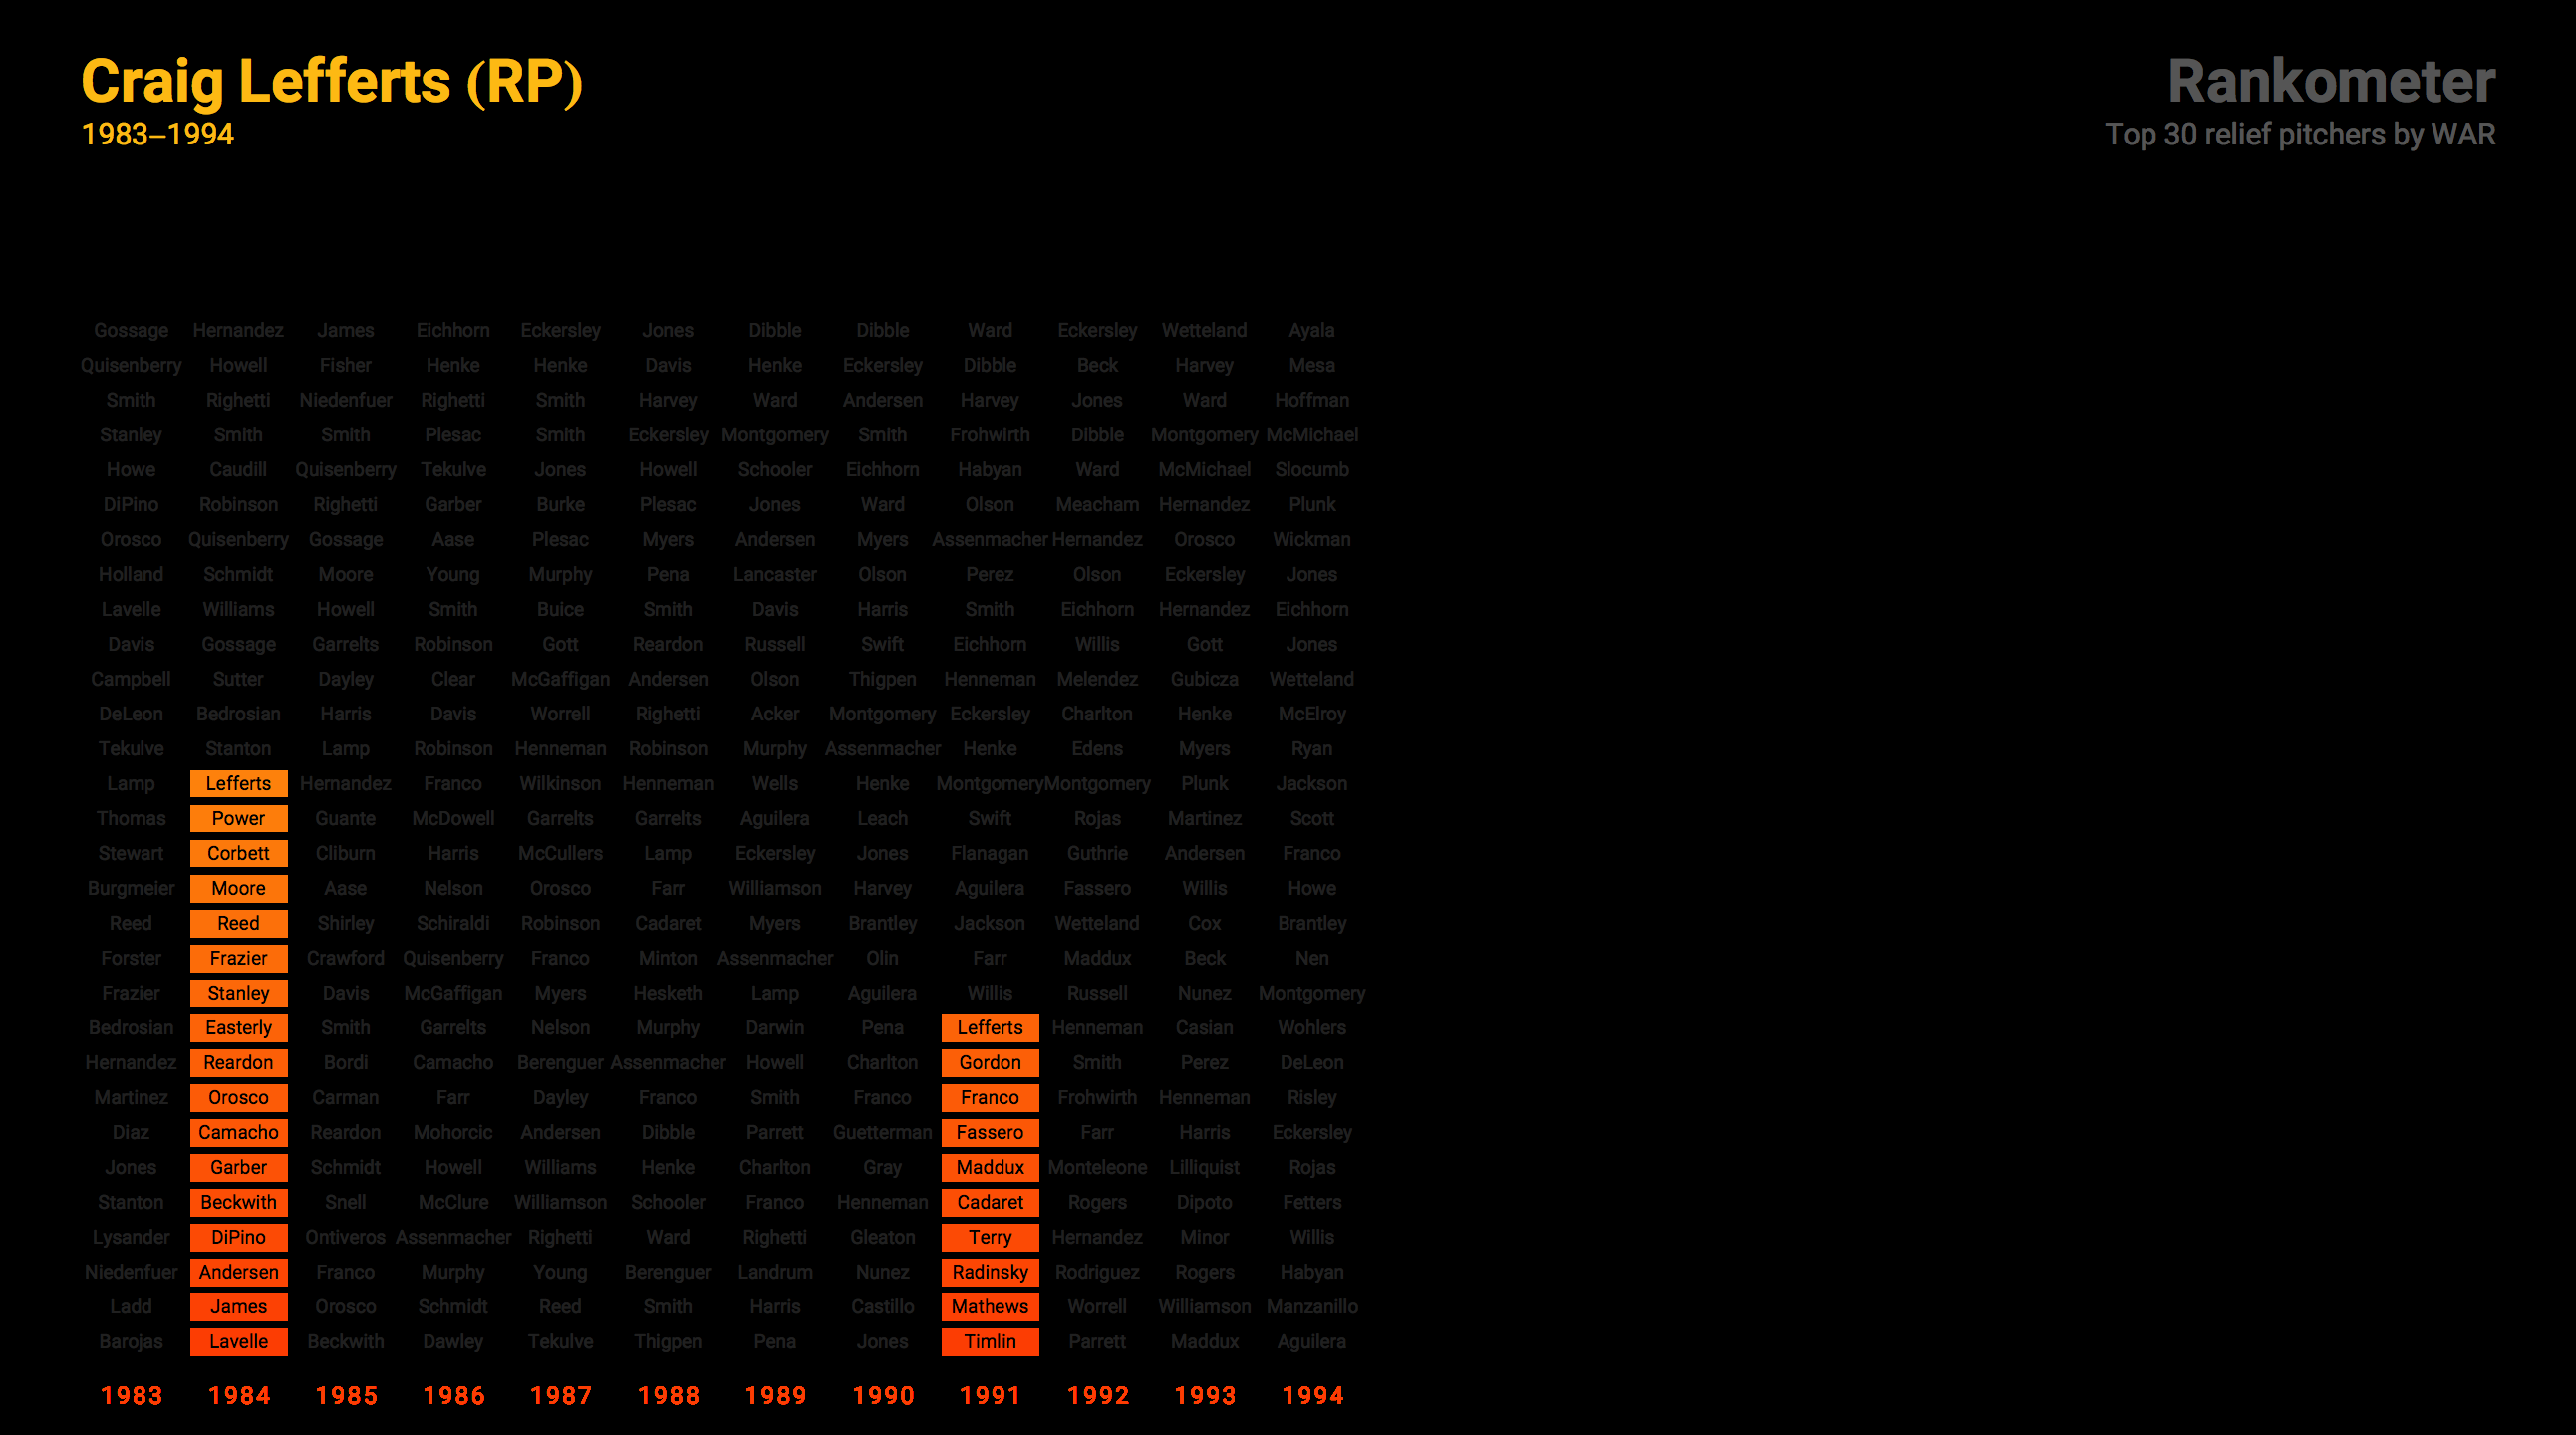 Craig Lefferts (RP)
1983–1994
Rankometer
Top 30 relief pitchers by WAR
Gossage Hernandez James Eichhorn Eckersley Jones Dibble Dibble Ward Eckersley Wetteland Ayala
Quisenberry Howell Fisher Henke Henke Davis Henke Eckersley Dibble Beck Harvey Mesa
Smith Righetti Niedenfuer Righetti Smith Harvey Ward Andersen Harvey Jones Ward Hoffman
Stanley Smith Smith Plesac Smith Eckersley Montgomery Smith Frohwirth Dibble Montgomery McMichael
Howe Caudill Quisenberry Tekulve Jones Howell Schooler Eichhorn Habyan Ward McMichael Slocumb
DiPino Robinson Righetti Garber Burke Plesac Jones Ward Olson Meacham Hernandez Plunk
Orosco Quisenberry Gossage Aase Plesac Myers Andersen Myers Assenmacher Hernandez Orosco Wickman
Holland Schmidt Moore Young Murphy Pena Lancaster Olson Perez Olson Eckersley Jones
Lavelle Williams Howell Smith Buice Smith Davis Harris Smith Eichhorn Hernandez Eichhorn
Davis Gossage Garrelts Robinson Gott Reardon Russell Swift Eichhorn Willis Gott Jones
Campbell Sutter Dayley Clear McGaffigan Andersen Olson Thigpen Henneman Melendez Gubicza Wetteland
DeLeon Bedrosian Harris Davis Worrell Righetti Acker Montgomery Eckersley Charlton Henke McElroy
Tekulve Stanton Lamp Robinson Henneman Robinson Murphy Assenmacher Henke Edens Myers Ryan
Lamp Lefferts Hernandez Franco Wilkinson Henneman Wells Henke Montgomery Montgomery Plunk Jackson
Thomas Power Guante McDowell Garrelts Garrelts Aguilera Leach Swift Rojas Martinez Scott
Stewart Corbett Cliburn Harris McCullers Lamp Eckersley Jones Flanagan Guthrie Andersen Franco
Burgmeier Moore Aase Nelson Orosco Farr Williamson Harvey Aguilera Fassero Willis Howe
Reed Reed Shirley Schiraldi Robinson Cadaret Myers Brantley Jackson Wetteland Cox Brantley
Forster Frazier Crawford Quisenberry Franco Minton Assenmacher Olin Farr Maddux Beck Nen
Frazier Stanley Davis McGaffigan Myers Hesketh Lamp Aguilera Willis Russell Nunez Montgomery
Bedrosian Easterly Smith Garrelts Nelson Murphy Darwin Pena Lefferts Henneman Casian Wohlers
Hernandez Reardon Bordi Camacho Berenguer Assenmacher Howell Charlton Gordon Smith Perez DeLeon
Martinez Orosco Carman Farr Dayley Franco Smith Franco Franco Frohwirth Henneman Risley
Diaz Camacho Reardon Mohorcic Andersen Dibble Parrett Guetterman Fassero Farr Harris Eckersley
Jones Garber Schmidt Howell Williams Henke Charlton Gray Maddux Monteleone Lilliquist Rojas
Stanton Beckwith Snell McClure Williamson Schooler Franco Henneman Cadaret Rogers Dipoto Fetters
Lysander DiPino Ontiveros Assenmacher Righetti Ward Righetti Gleaton Terry Hernandez Minor Willis
Niedenfuer Andersen Franco Murphy Young Berenguer Landrum Nunez Radinsky Rodriguez Rogers Habyan
Ladd James Orosco Schmidt Reed Smith Harris Castillo Mathews Worrell Williamson Manzanillo
Barojas Lavelle Beckwith Dawley Tekulve Thigpen Pena Jones Timlin Parrett Maddux Aguilera
1983 1984 1985 1986 1987 1988 1989 1990 1991 1992 1993 1994